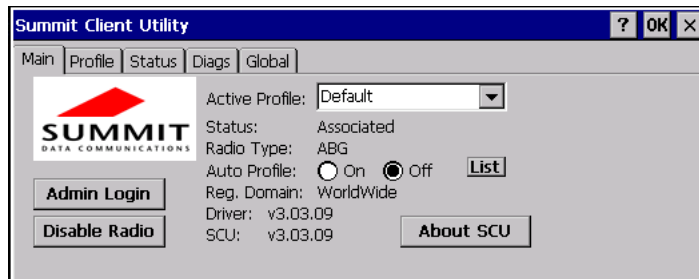 Summit Client Utility ? OK ×
Main Profile Status Diags Global
SUMMIT
DATA COMMUNICATIONS
Active Profile: Default
Status: Associated
Radio Type: ABG
Auto Profile: On Off List
Reg. Domain: WorldWide
Driver: v3.03.09
SCU: v3.03.09
Admin Login
Disable Radio
About SCU